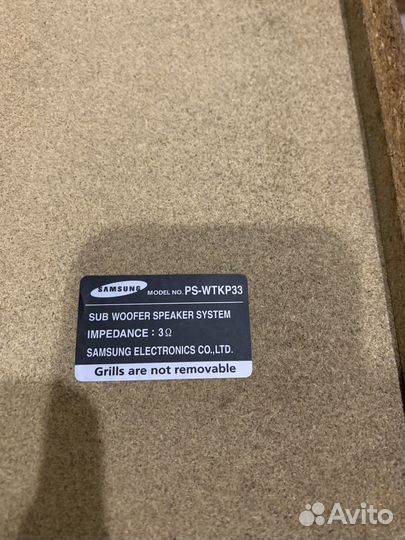 SAMSUNG MODEL NO. PS-WTKP33
SUB WOOFER SPEAKER SYSTEM
IMPEDANCE : 3Ω
SAMSUNG ELECTRONICS CO.,LTD.
Grills are not removable
Avito